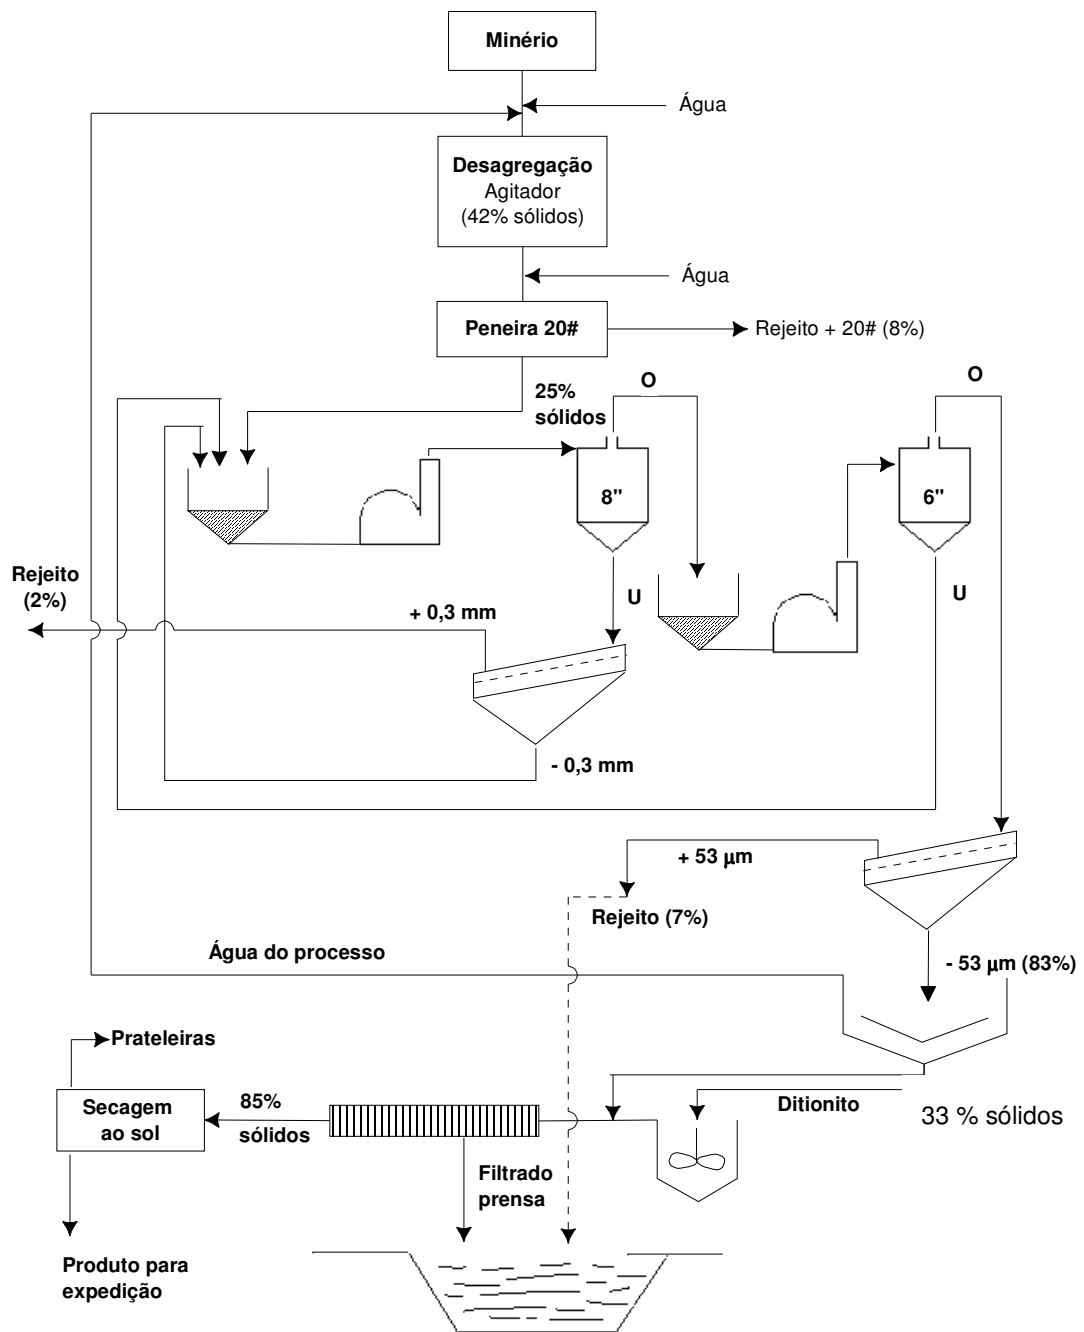 Minério
Água
Desagregação
Agitador
(42% sólidos)
Água
Peneira 20#
Rejeito + 20# (8%)
O
O
25%
sólidos
8"
6"
Rejeito
(2%)
+ 0,3 mm
U
U
- 0,3 mm
+ 53 µm
Rejeito (7%)
Água do processo
- 53 µm (83%)
Prateleiras
Secagem
ao sol
85%
sólidos
Ditionito
33 % sólidos
Filtrado
prensa
Produto para
expedição